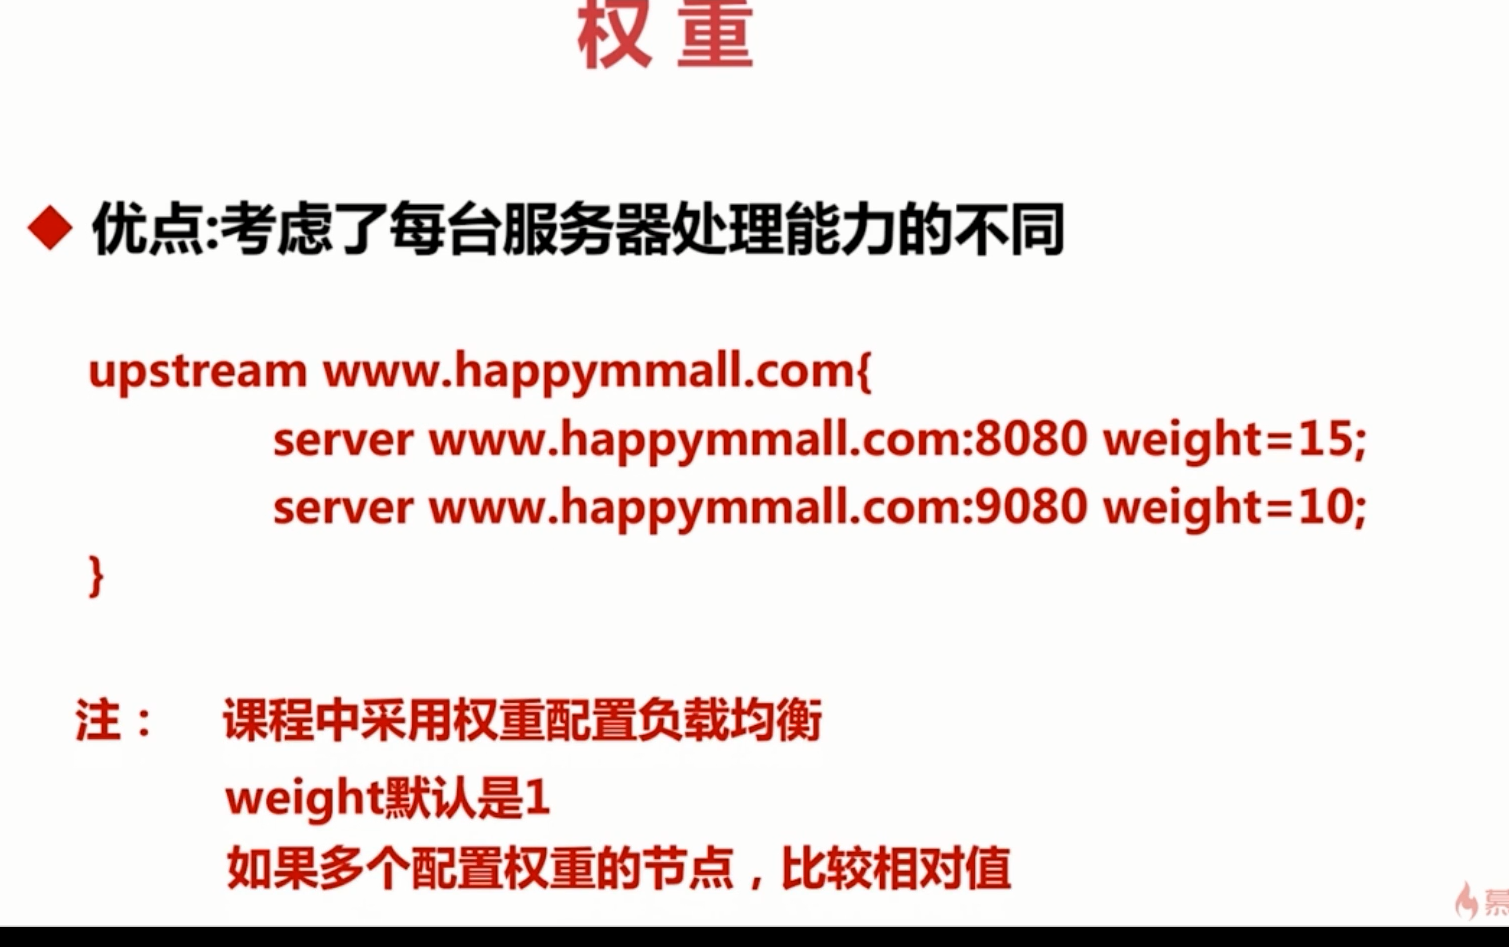 权 重
优点:考虑了每台服务器处理能力的不同
upstream www.happymmall.com{
server www.happymmall.com:8080 weight=15;
server www.happymmall.com:9080 weight=10;
}
注： 课程中采用权重配置负载均衡
weight默认是1
如果多个配置权重的节点，比较相对值